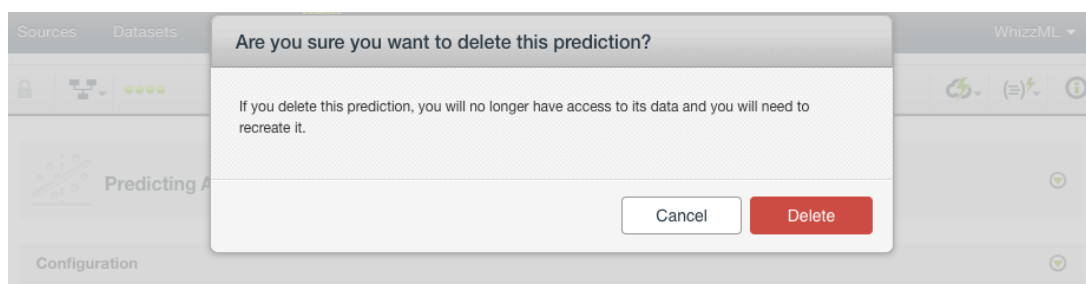 Sources Datasets WhizzML
Are you sure you want to delete this prediction?
If you delete this prediction, you will no longer have access to its data and you will need to
recreate it.
Predicting A
Cancel Delete
Configuration